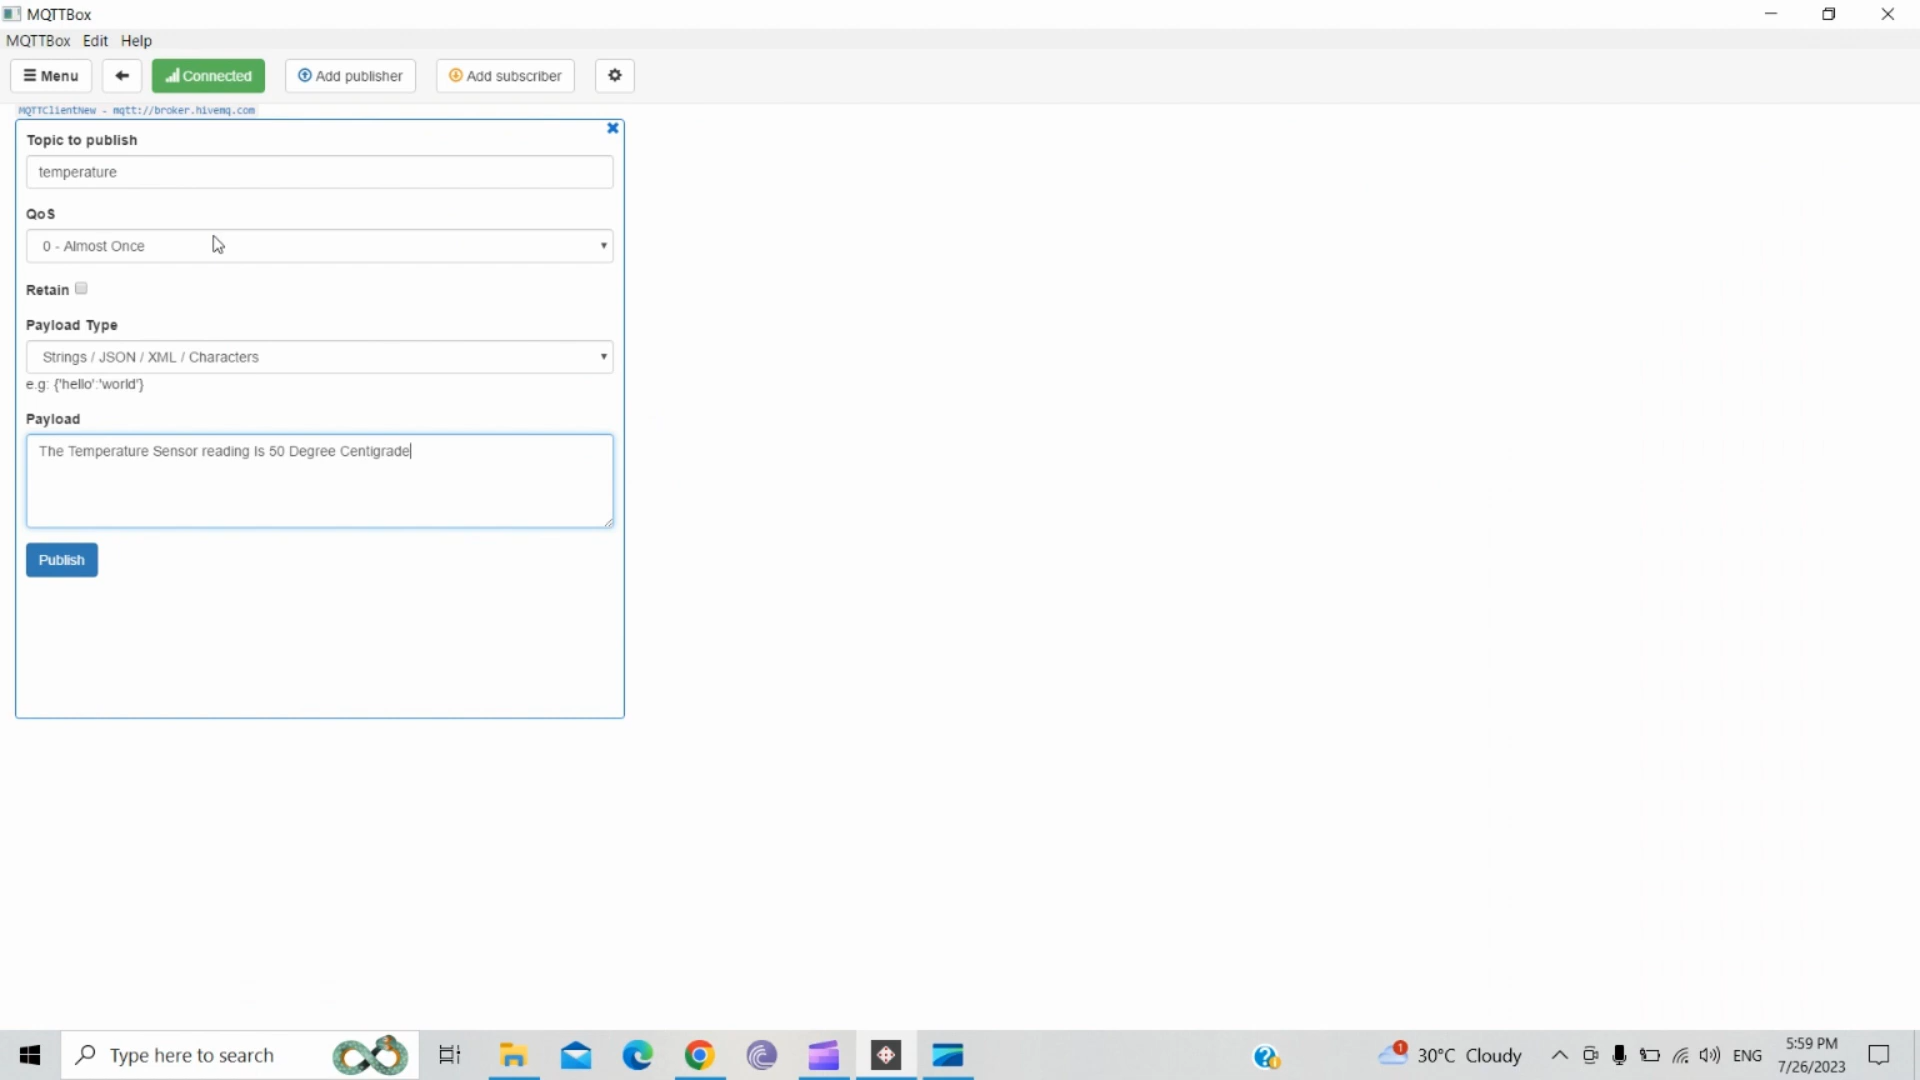 MQTTBox
MQTTBox Edit Help
Menu Connected Add publisher Add subscriber
MQTTClientNew - mqtt://broker.hivemq.com
Topic to publish
temperature
QoS
0 - Almost Once
Retain
Payload Type
Strings / JSON / XML / Characters
e.g: {'hello':'world'}
Payload
The Temperature Sensor reading Is 50 Degree Centigrade
Publish
Type here to search
1
30°C Cloudy
ENG
5:59 PM
7/26/2023